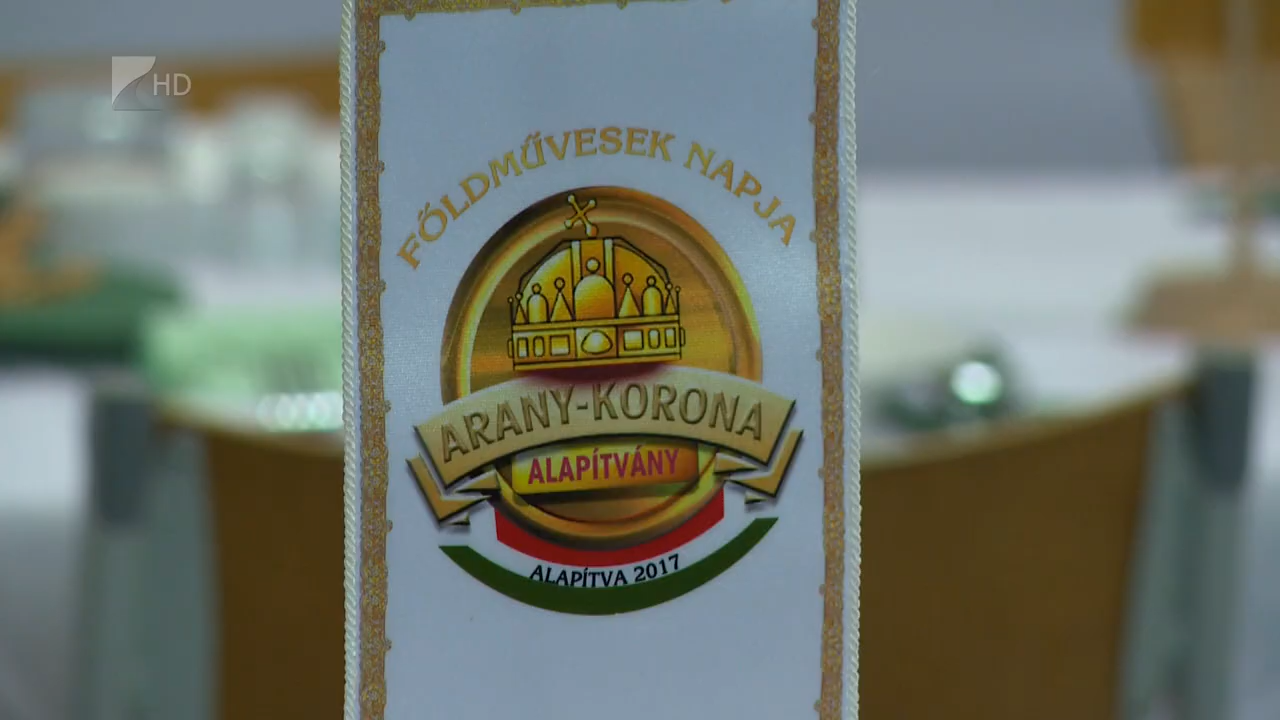 HD
FÖLDMŰVESEK NAPJA
ARANY-KORONA
ALAPÍTVÁNY
ALAPÍTVA 2017